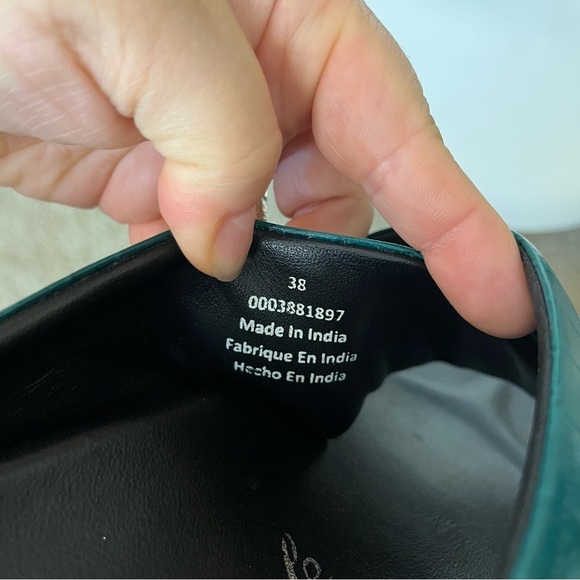 38
0003881897
Made In India
Fabrique En India
Hecho En India